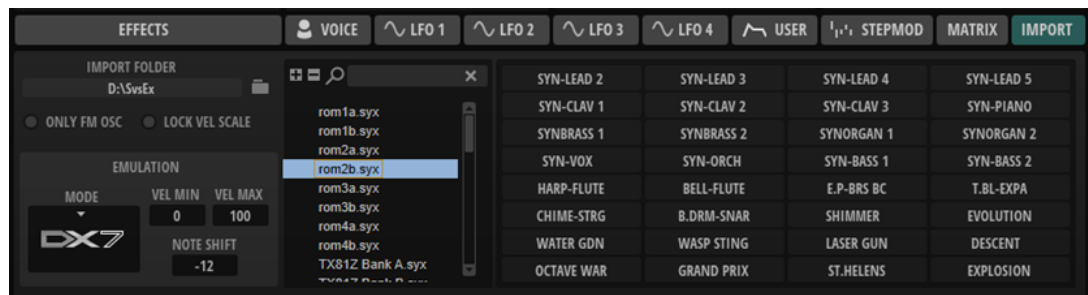 EFFECTS
VOICE LFO 1 LFO 2 LFO 3 LFO 4 USER STEPMOD MATRIX IMPORT
IMPORT FOLDER
D:\SvsEx
ONLY FM OSC LOCK VEL SCALE
EMULATION
MODE VEL MIN VEL MAX
0 100
DX7
NOTE SHIFT
-12
rom1a.syx
rom1b.syx
rom2a.syx
rom2b.syx
rom3a.syx
rom3b.syx
rom4a.syx
rom4b.syx
TX81Z Bank A.syx
SYN-LEAD 2 SYN-LEAD 3 SYN-LEAD 4 SYN-LEAD 5
SYN-CLAV 1 SYN-CLAV 2 SYN-CLAV 3 SYN-PIANO
SYNBRASS 1 SYNBRASS 2 SYNORGAN 1 SYNORGAN 2
SYN-VOX SYN-ORCH SYN-BASS 1 SYN-BASS 2
HARP-FLUTE BELL-FLUTE E.P-BRS BC T.BL-EXPA
CHIME-STRG B.DRM-SNAR SHIMMER EVOLUTION
WATER GDN WASP STING LASER GUN DESCENT
OCTAVE WAR GRAND PRIX ST.HELENS EXPLOSION